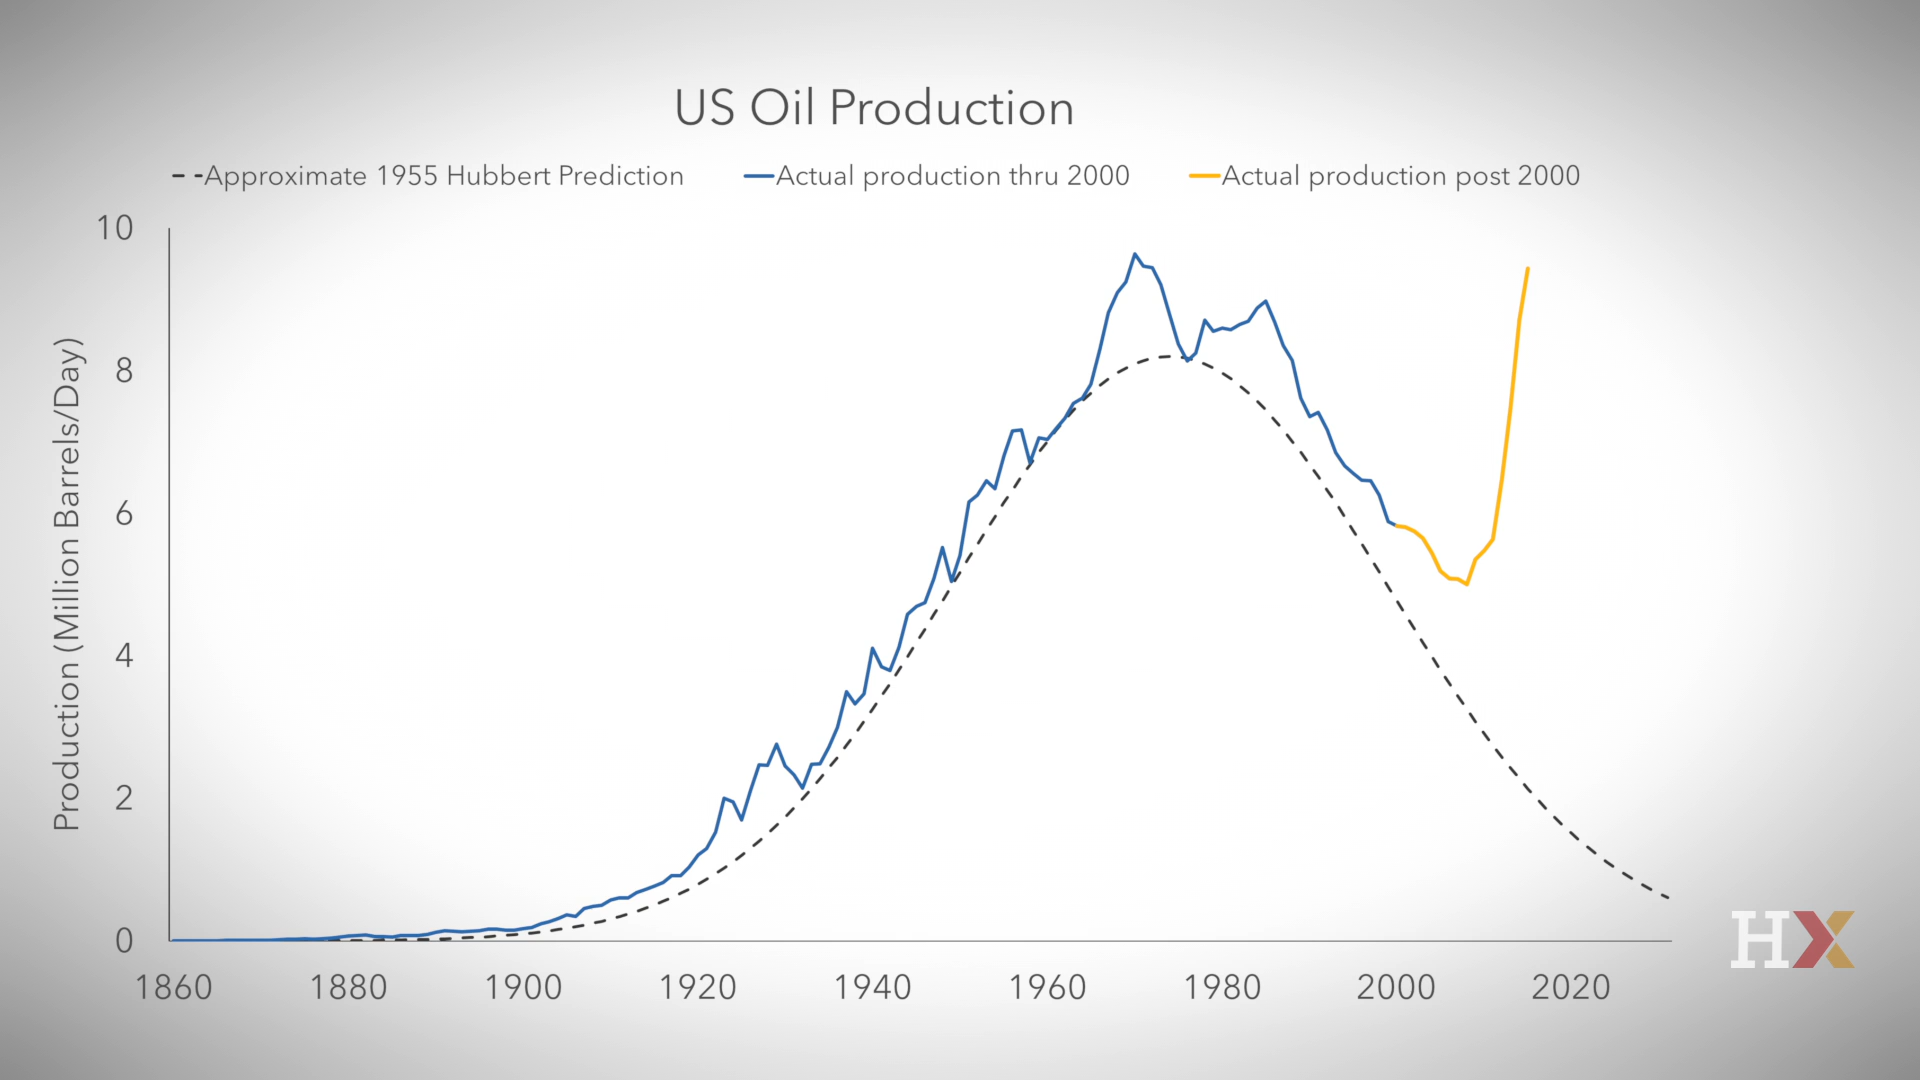 US Oil Production
Approximate 1955 Hubbert Prediction Actual production thru 2000 Actual production post 2000
Production (Million Barrels/Day)
10
8
6
4
2
0
1860 1880 1900 1920 1940 1960 1980 2000 2020
HX